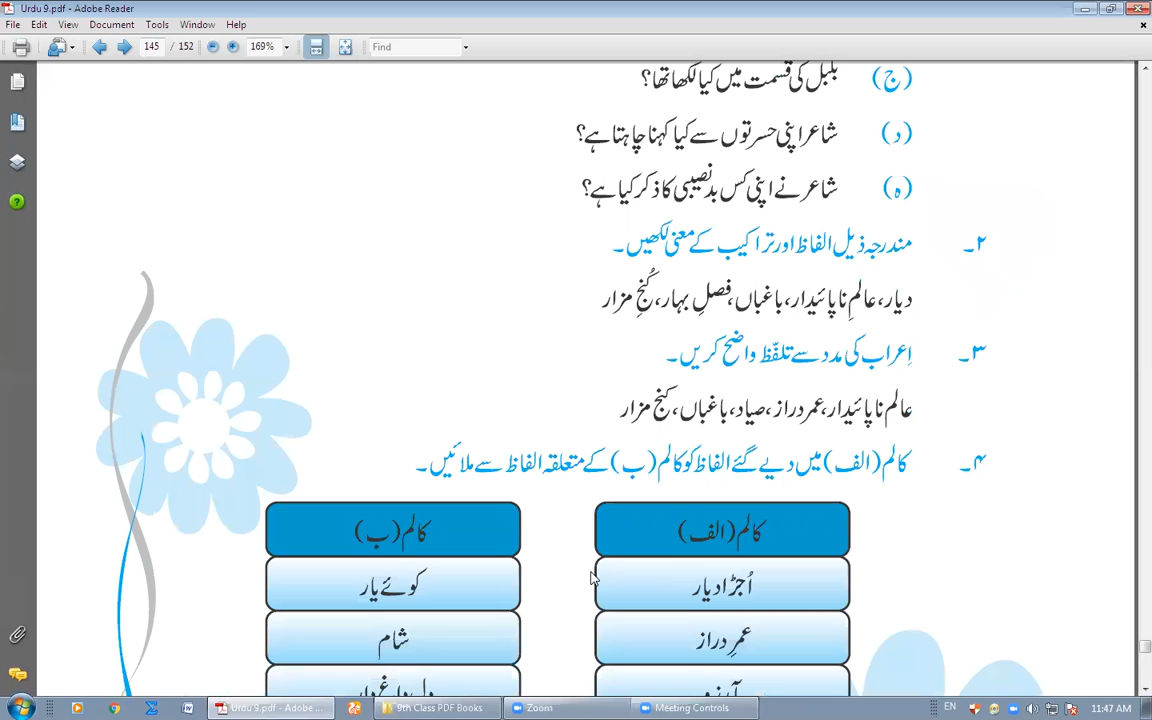 Urdu 9.pdf - Adobe Reader
File Edit View Document Tools Window Help
145 / 152 169% Find
(ج) بلبل کی قسمت میں کیا لکھا تھا؟
(د) شاعر اپنی حسرتوں سے کیا کہنا چاہتا ہے؟
(ہ) شاعر نے اپنی کس بدنصیبی کا ذکر کیا ہے؟
۲۔ مندرجہ ذیل الفاظ اور تراکیب کے معنی لکھیں۔
دیار، عالمِ ناپائیدار، باغباں، فصلِ بہار، کُنجِ مزار
۳۔ اِعراب کی مدد سے تلفّظ واضح کریں۔
عالم ناپائیدار، عمر دراز، صیاد، باغباں، کنج مزار
۴۔ کالم (الف) میں دیے گئے الفاظ کو کالم (ب) کے متعلقہ الفاظ سے ملائیں۔
کالم (الف) کالم (ب)
اُجڑا دیار کوئے یار
عمرِ دراز شام
Urdu 9.pdf - Adobe ... 9th Class PDF Books Zoom Meeting Controls EN 11:47 AM